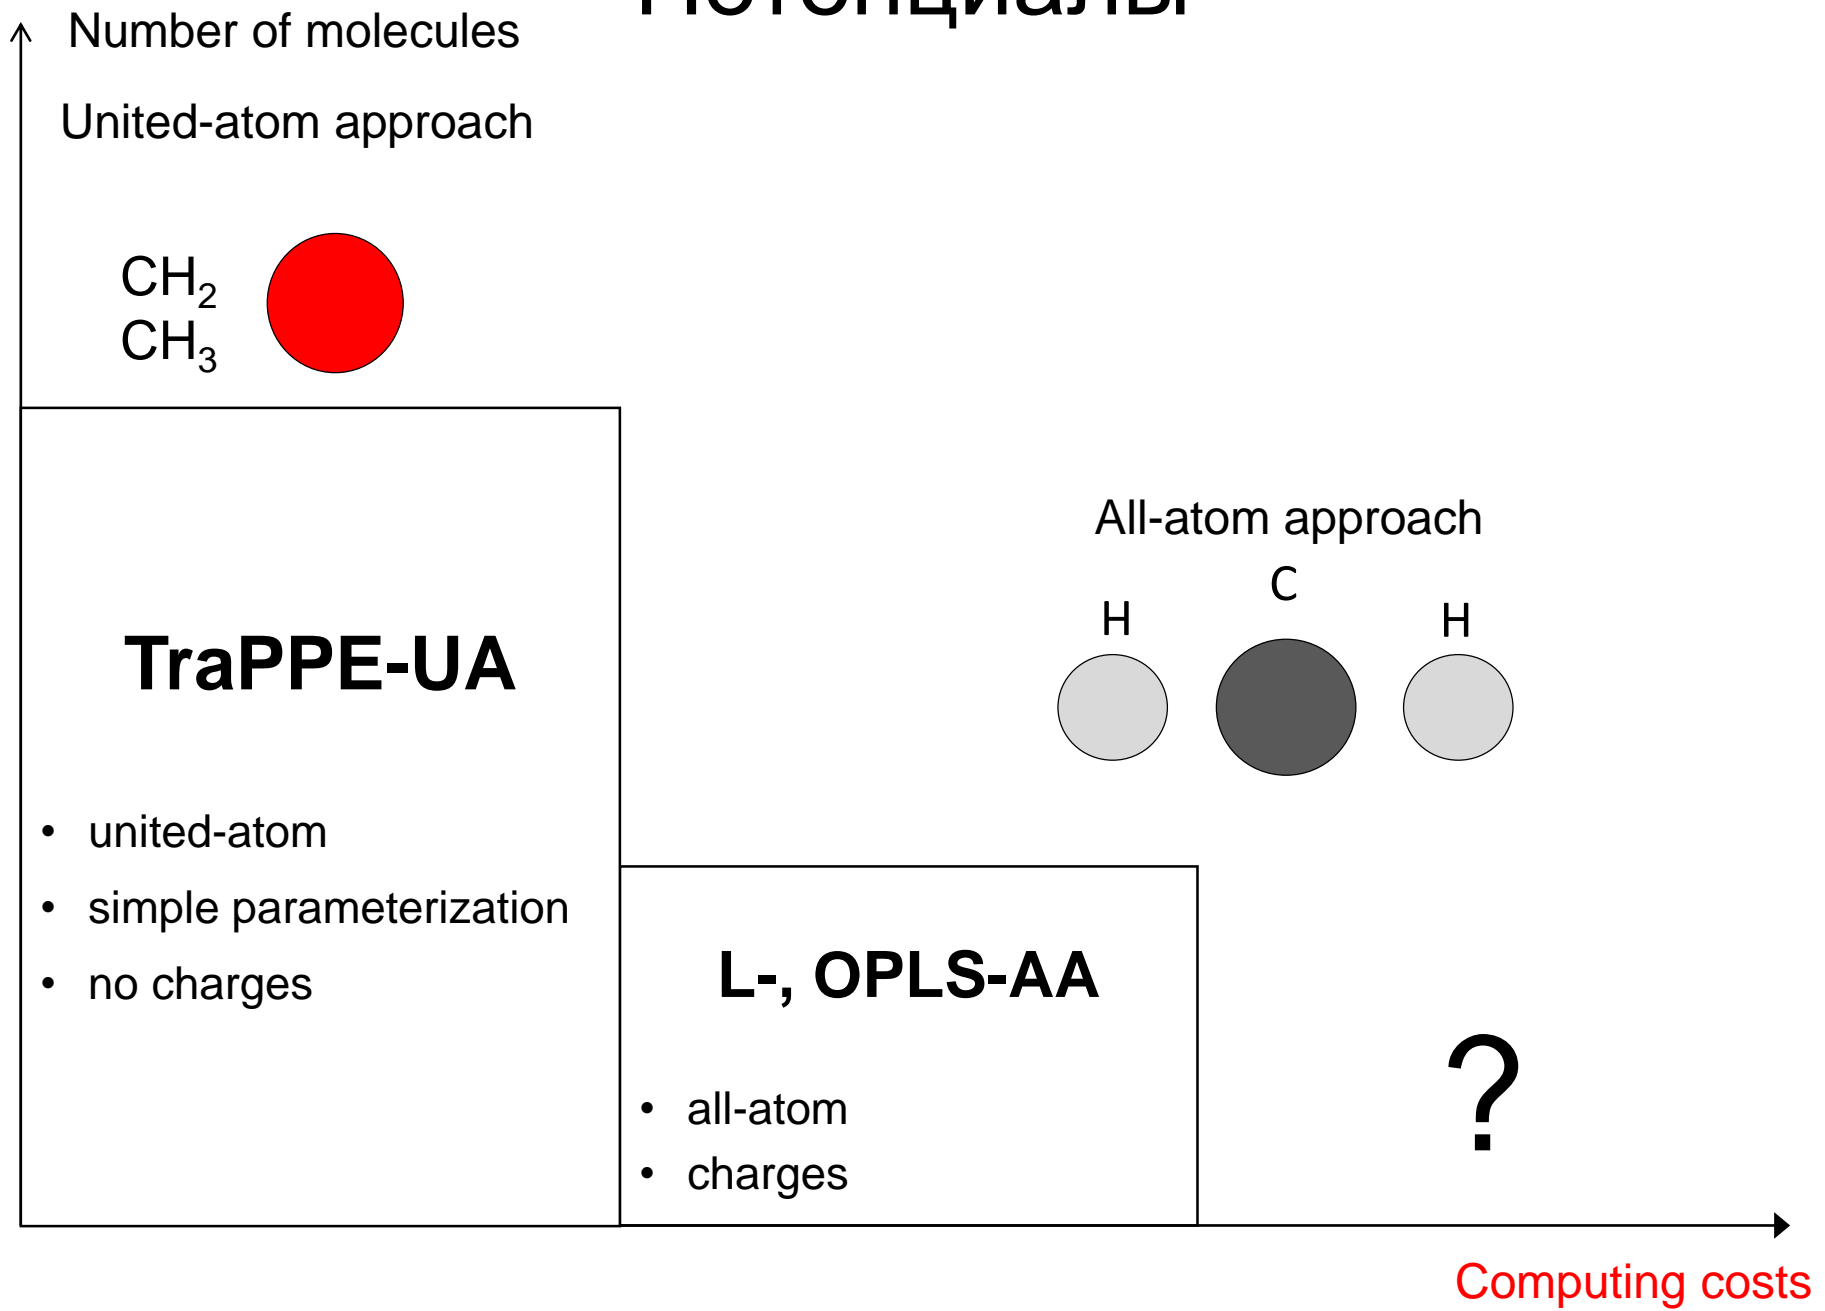 Потенциалы
Number of molecules
United-atom approach
CH₂
CH₃
All-atom approach
C
H H
TraPPE-UA
• united-atom
• simple parameterization
• no charges
L-, OPLS-AA
• all-atom
• charges
?
Computing costs